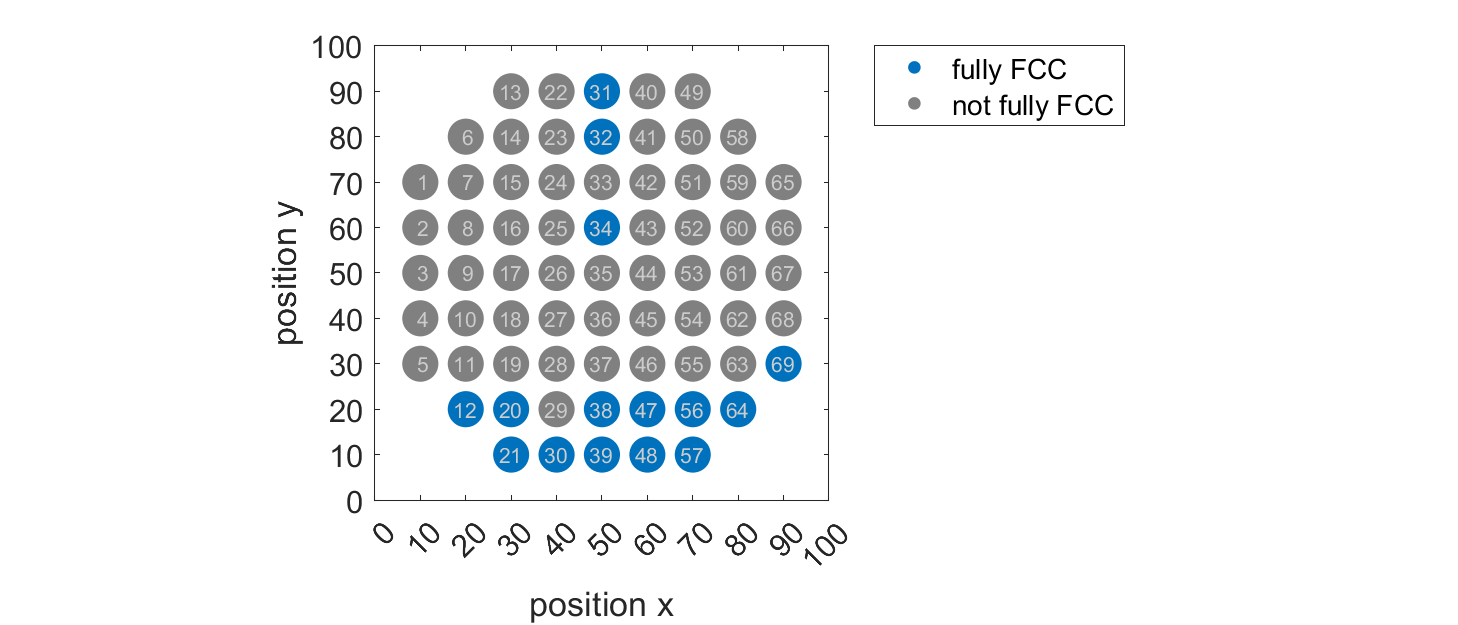 100
90
80
70
60
50
40
30
20
10
0
position y
13 22 31 40 49
6 14 23 32 41 50 58
1 7 15 24 33 42 51 59 65
2 8 16 25 34 43 52 60 66
3 9 17 26 35 44 53 61 67
4 10 18 27 36 45 54 62 68
5 11 19 28 37 46 55 63 69
12 20 29 38 47 56 64
21 30 39 48 57
0 10 20 30 40 50 60 70 80 90 100
position x
fully FCC
not fully FCC